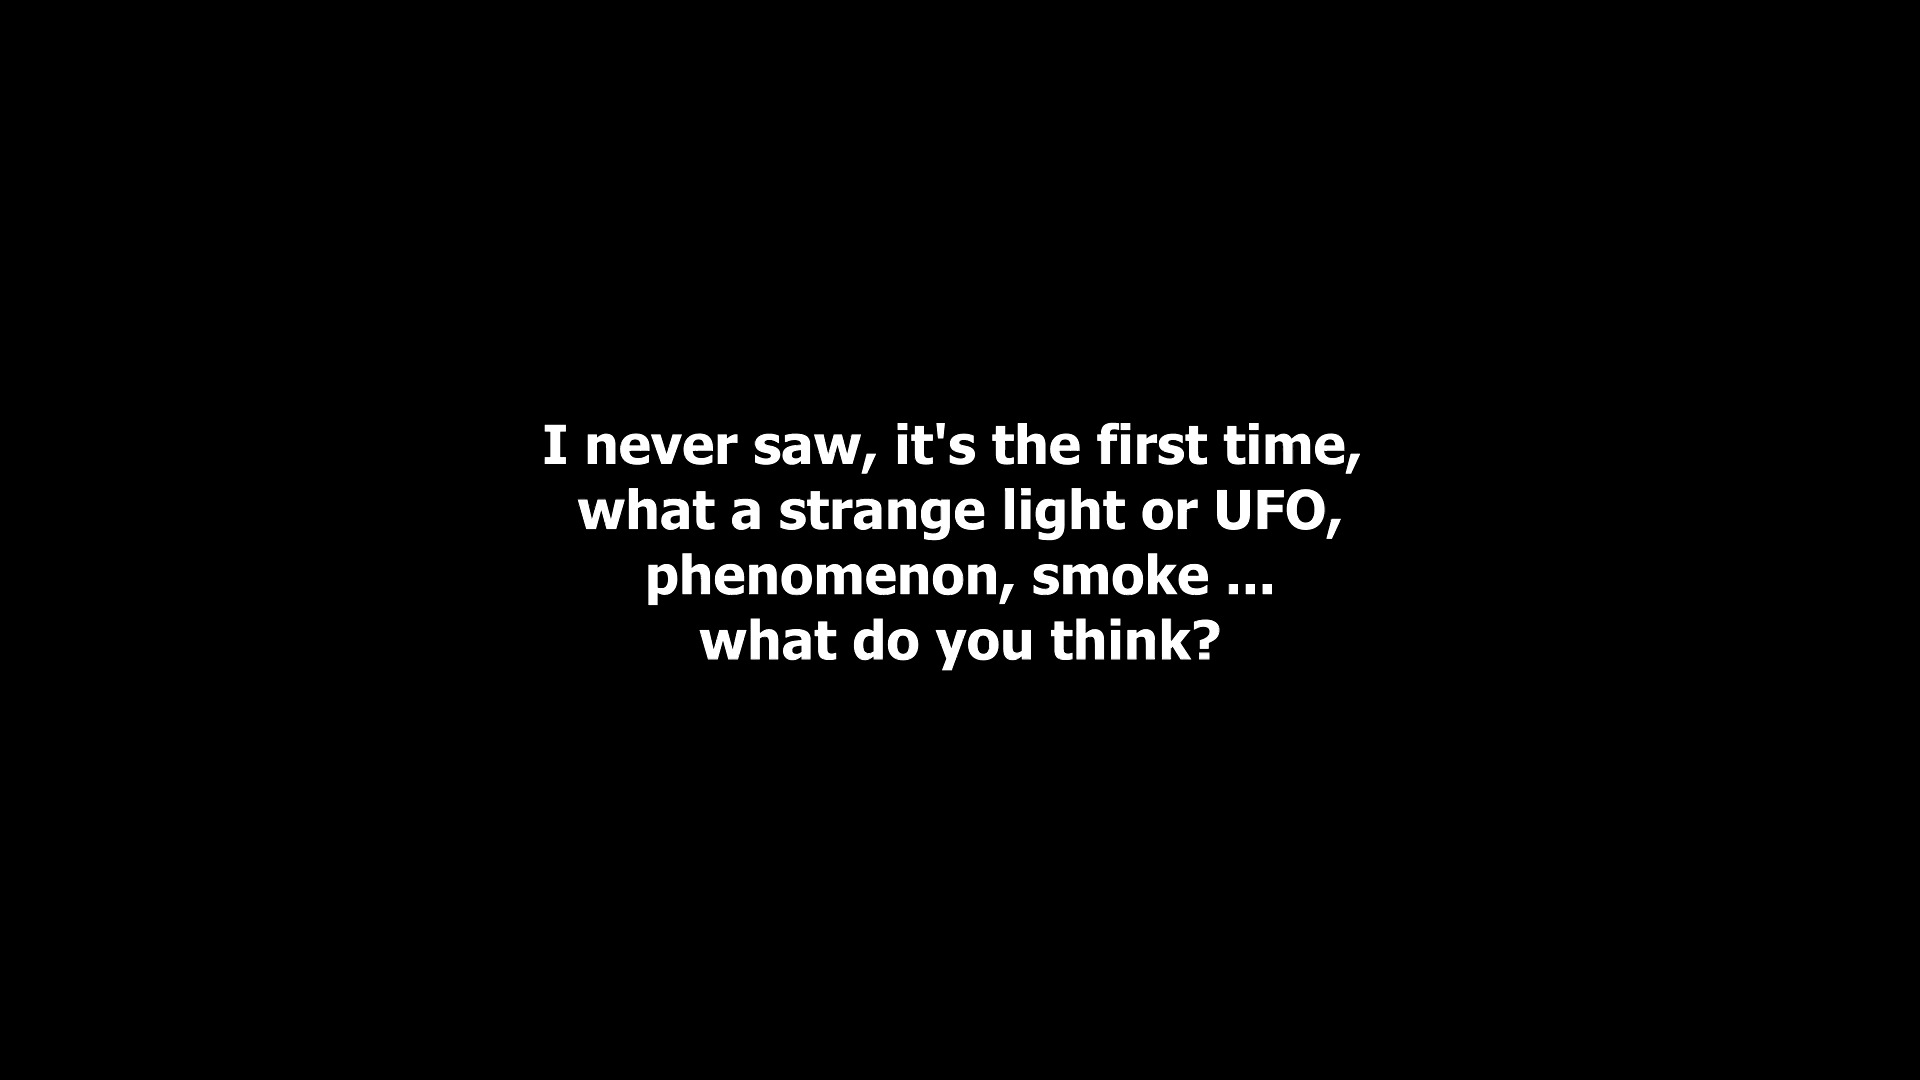 I never saw, it's the first time,
what a strange light or UFO,
phenomenon, smoke ...
what do you think?